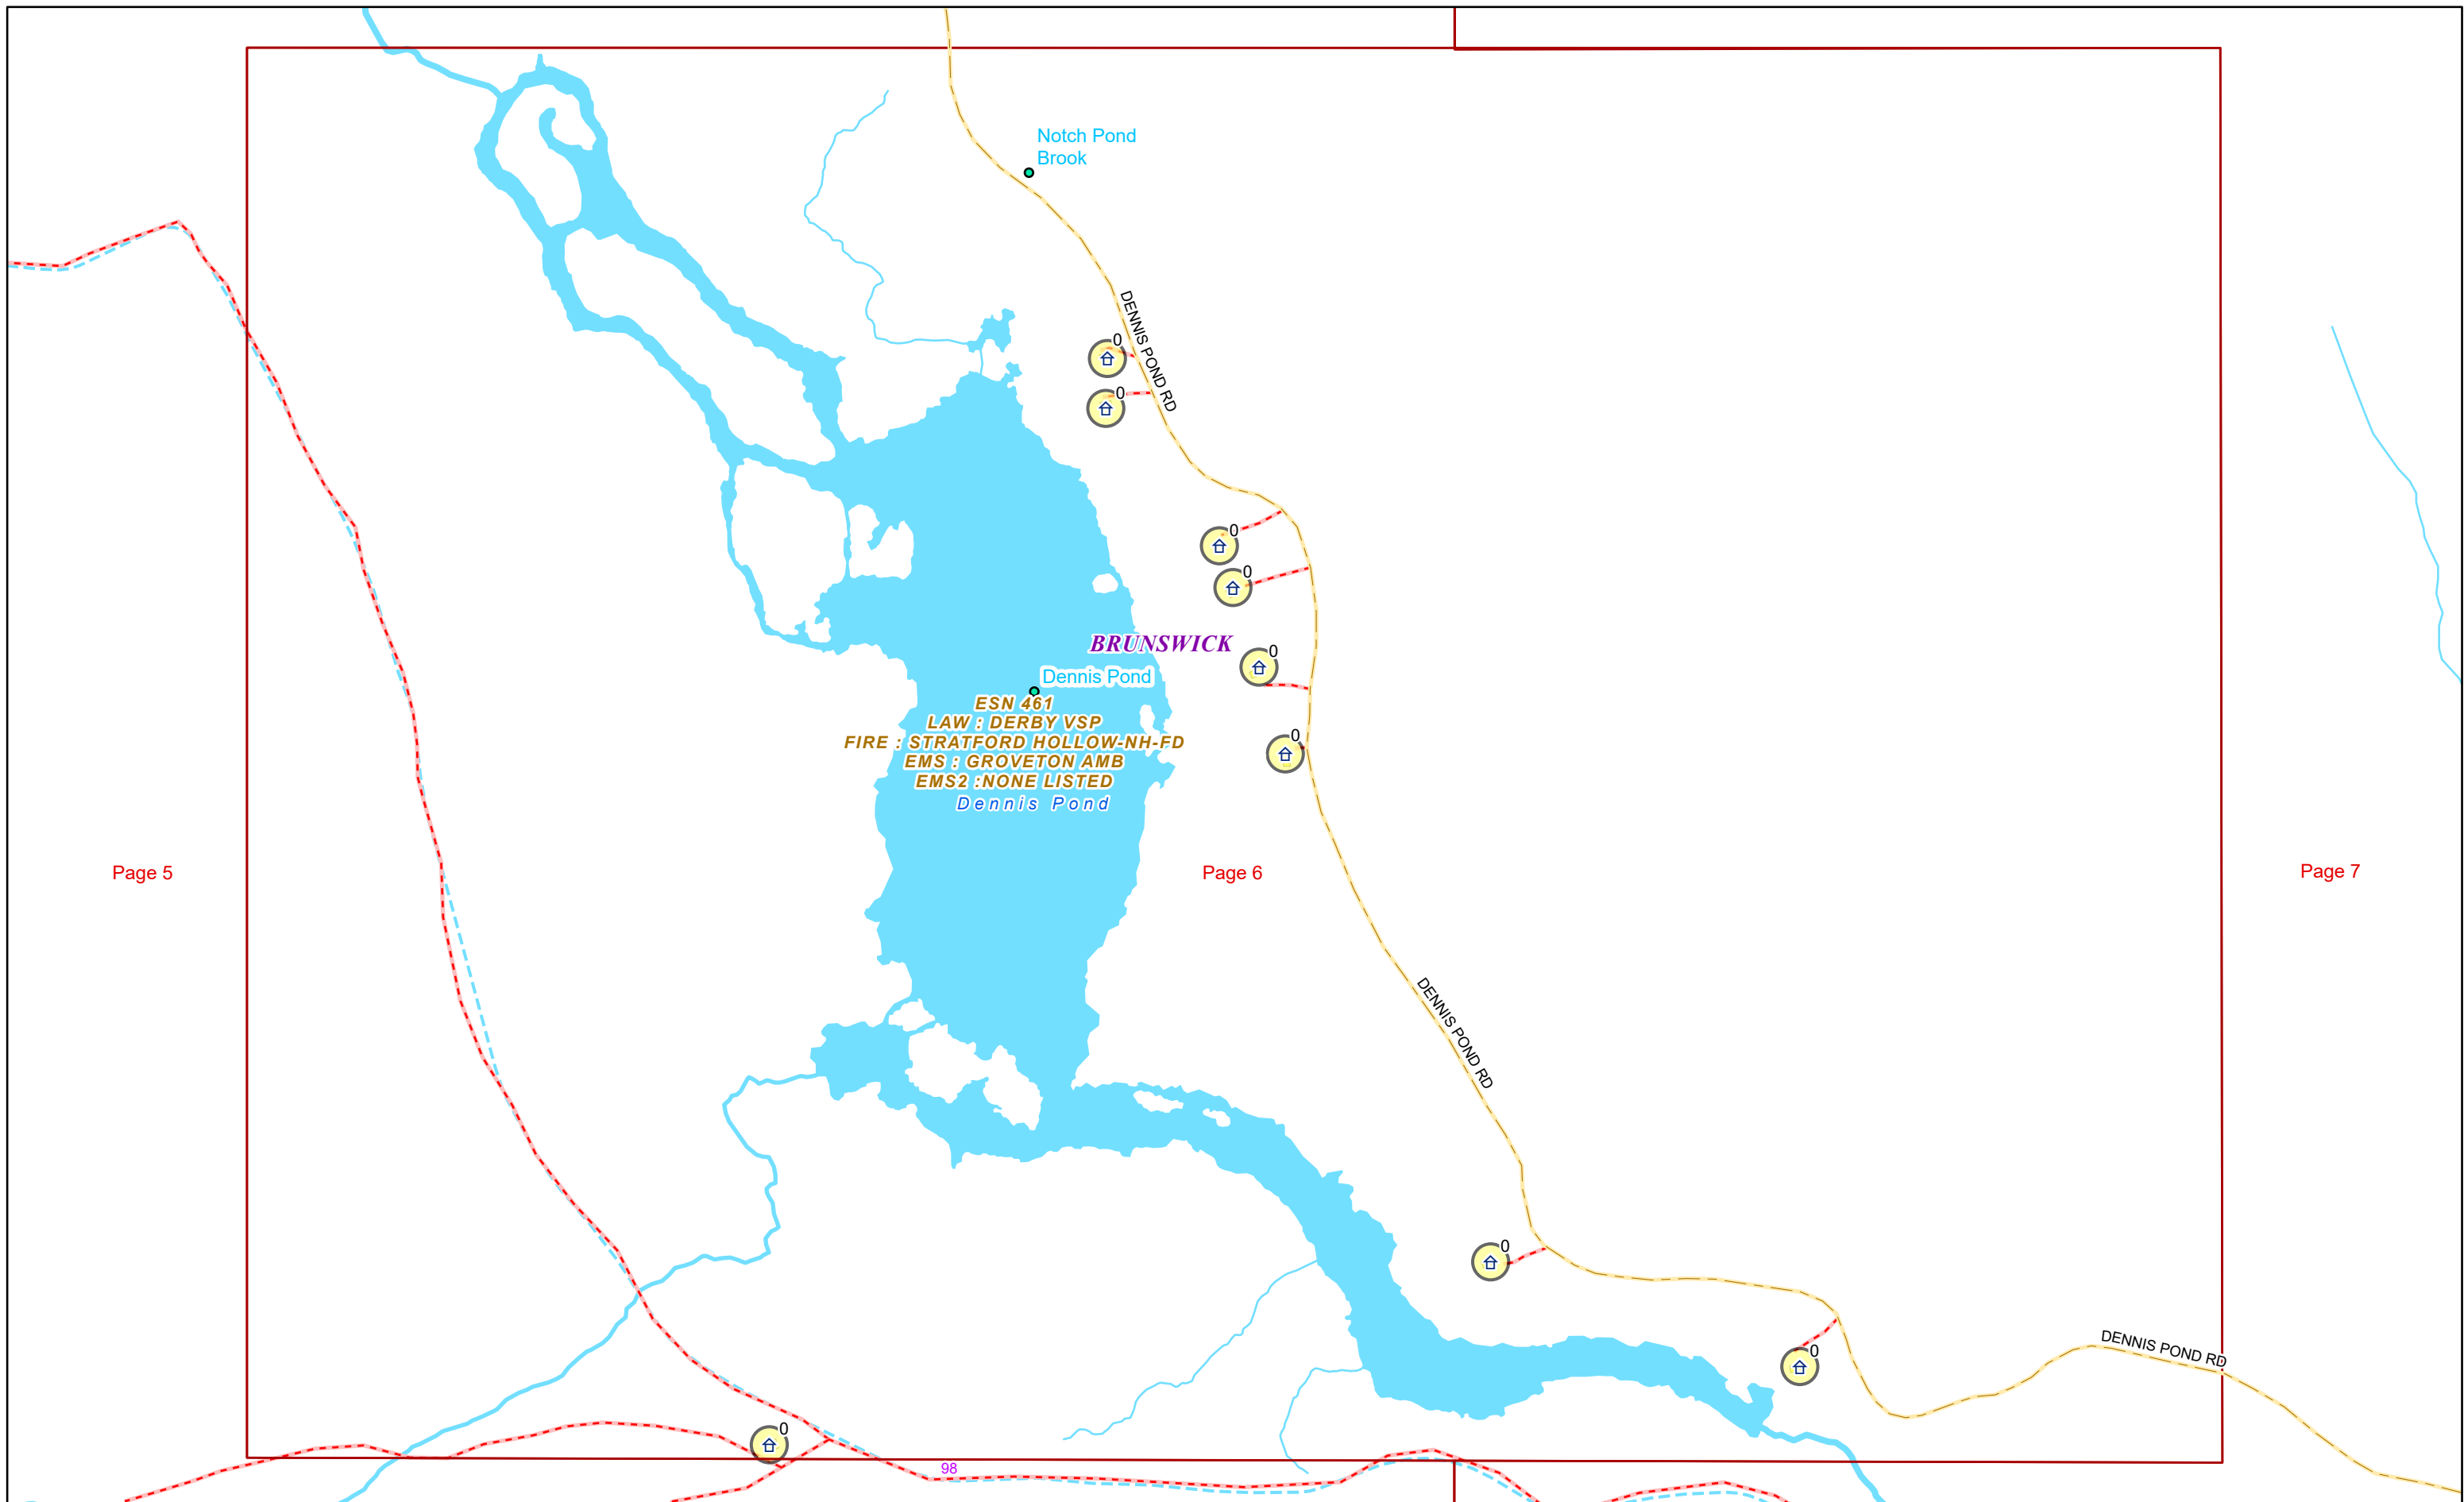 Notch Pond
Brook
DENNIS POND RD
0
0
0
0
BRUNSWICK
0
Dennis Pond
ESN 461
LAW : DERBY VSP
FIRE : STRATFORD HOLLOW-NH-FD
EMS : GROVETON AMB
EMS2 :NONE LISTED
Dennis Pond
0
Page 5
Page 6
Page 7
DENNIS POND RD
0
DENNIS POND RD
0
0
98